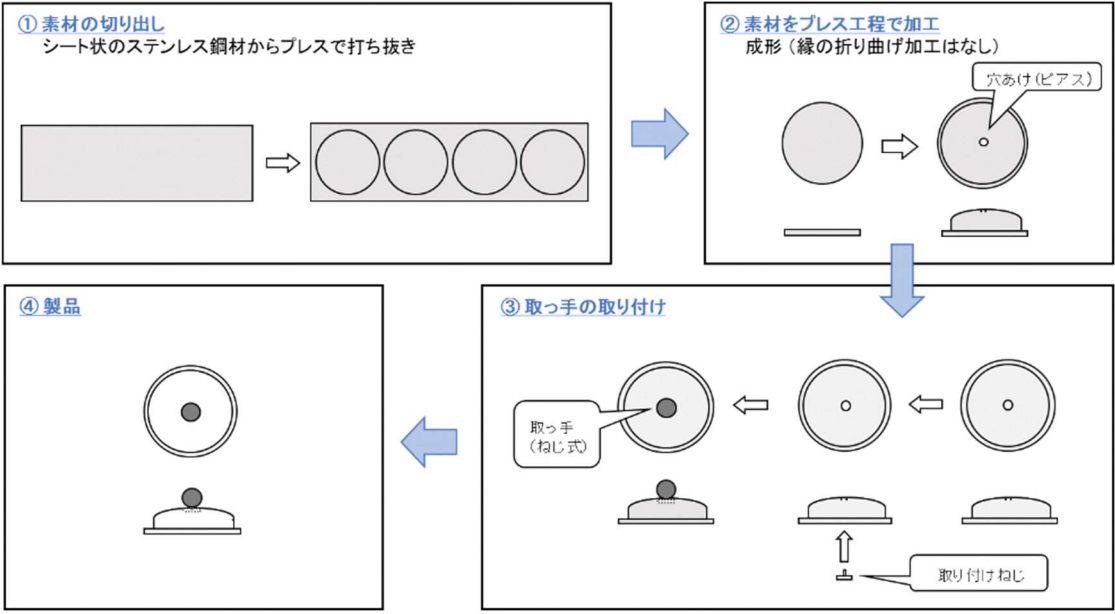 ① 素材の切り出し
シート状のステンレス鋼材からプレスで打ち抜き
② 素材をプレス工程で加工
成形（縁の折り曲げ加工はなし）
穴あけ（ピアス）
③ 取っ手の取り付け
取っ手
（ねじ式）
取り付けねじ
④ 製品